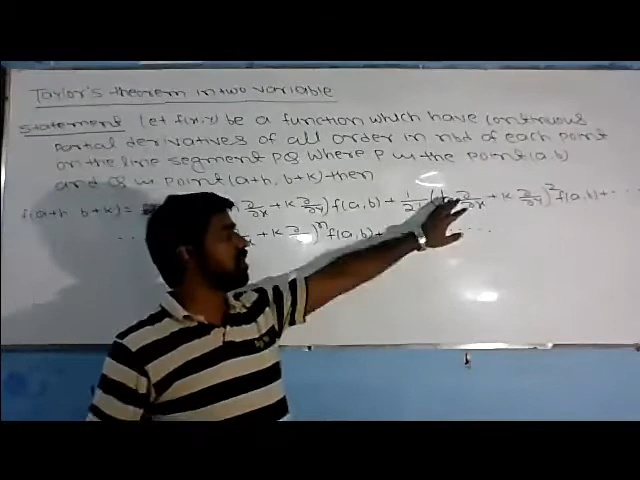 Taylor's theorem in two variable
Statement let f(x,y) be a function which have continuous
Partial derivatives of all order in nbd of each point
on the line segment PQ where P is the point (a,b)
and Q is point (a+h, b+k) then
f(a+h b+k) = ∂/∂x + k ∂/∂y) f(a,b) + 1/2! (h ∂/∂x + k ∂/∂y)² f(a,b) + ...
... + k ∂/∂y)ⁿ f(a,b) + ...